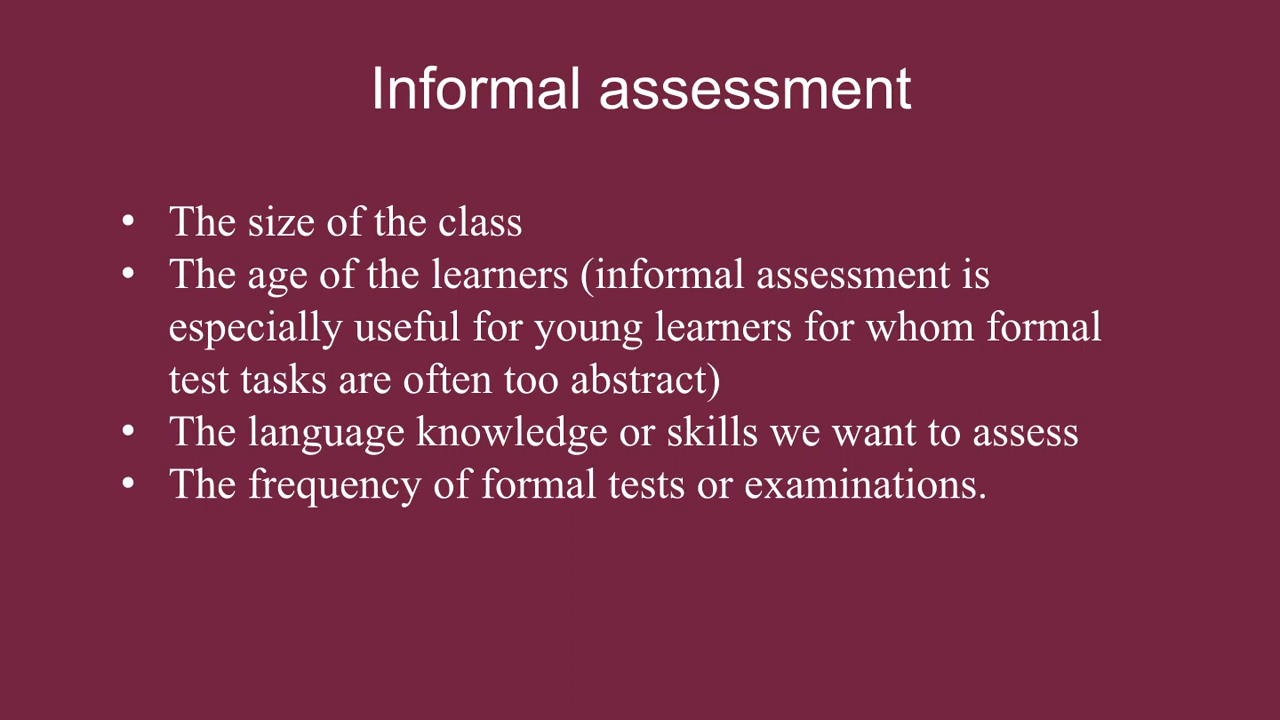 Informal assessment
• The size of the class
• The age of the learners (informal assessment is
especially useful for young learners for whom formal
test tasks are often too abstract)
• The language knowledge or skills we want to assess
• The frequency of formal tests or examinations.